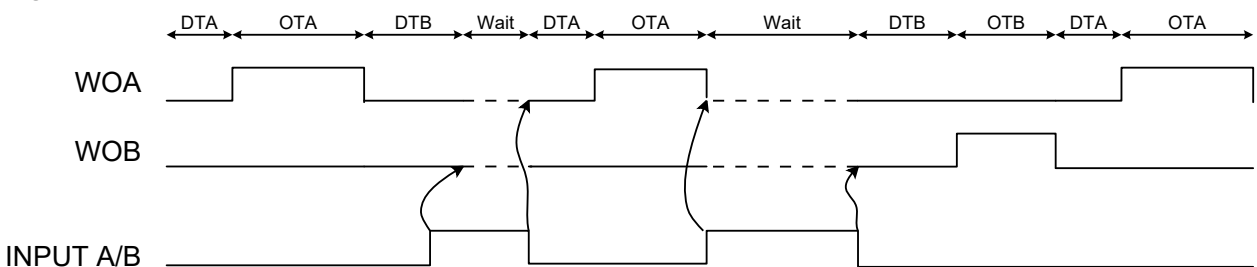 DTA OTA DTB Wait DTA OTA Wait DTB OTB DTA OTA
WOA
WOB
INPUT A/B